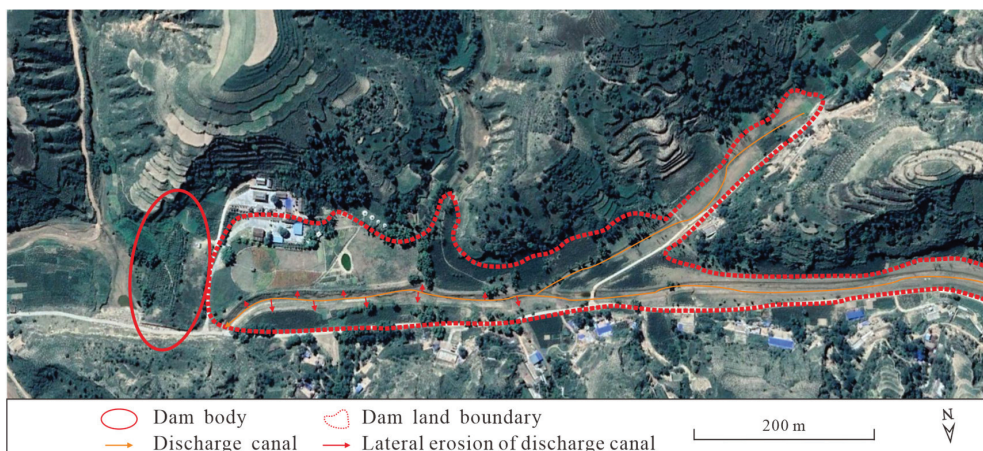 Dam body
Dam land boundary
Discharge canal
Lateral erosion of discharge canal
200 m
N